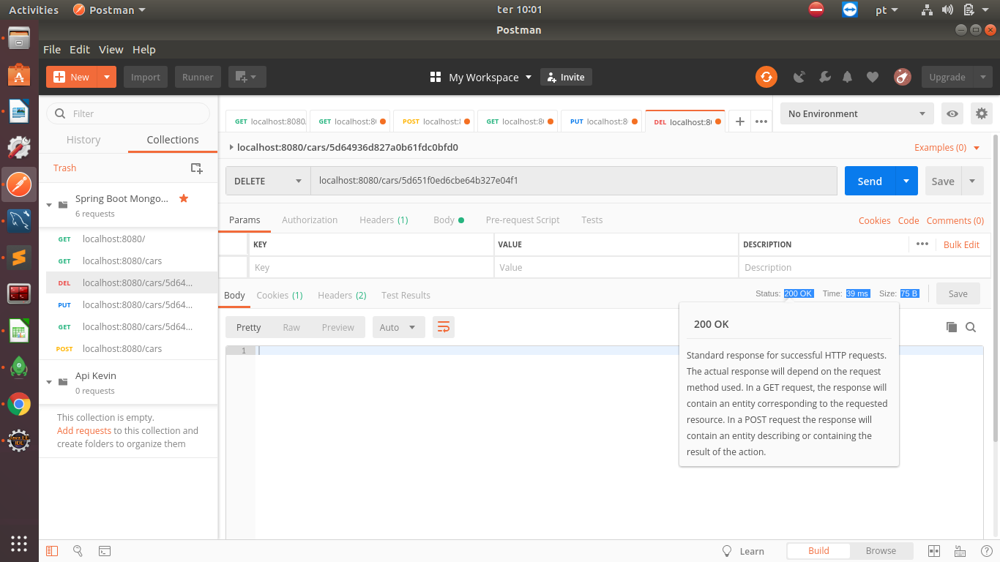 Activities Postman ter 10:01 pt
Postman
File Edit View Help
New Import Runner My Workspace Invite Upgrade
Filter
History Collections
Trash
Spring Boot Mongo...
6 requests
GET localhost:8080/
GET localhost:8080/cars
DEL localhost:8080/cars/5d64...
PUT localhost:8080/cars/5d64...
GET localhost:8080/cars/5d64...
POST localhost:8080/cars
Api Kevin
0 requests
This collection is empty.
Add requests to this collection and
create folders to organize them
GET localhost:8080/ GET localhost:8 POST localhost: GET localhost:8 PUT localhost:8 DEL localhost:8 No Environment
localhost:8080/cars/5d64936d827a0b61fdc0bfd0 Examples (0)
DELETE localhost:8080/cars/5d651f0ed6cbe64b327e04f1 Send Save
Params Authorization Headers (1) Body Pre-request Script Tests Cookies Code Comments (0)
KEY VALUE DESCRIPTION Bulk Edit
Key Value Description
Body Cookies (1) Headers (2) Test Results Status: 200 OK Time: 39 ms Size: 75 B Save
Pretty Raw Preview Auto
1
200 OK
Standard response for successful HTTP requests.
The actual response will depend on the request
method used. In a GET request, the response will
contain an entity corresponding to the requested
resource. In a POST request the response will
contain an entity describing or containing the
result of the action.
Learn Build Browse